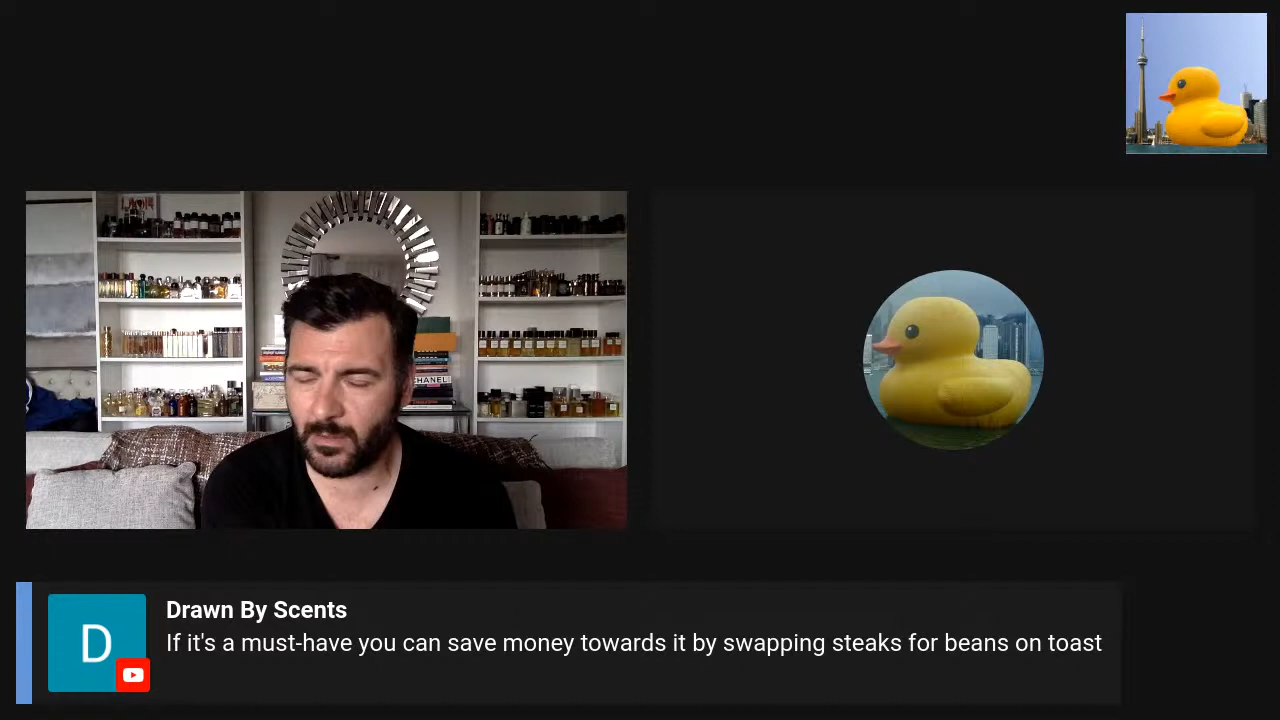 CHANEL
D
Drawn By Scents
If it's a must-have you can save money towards it by swapping steaks for beans on toast